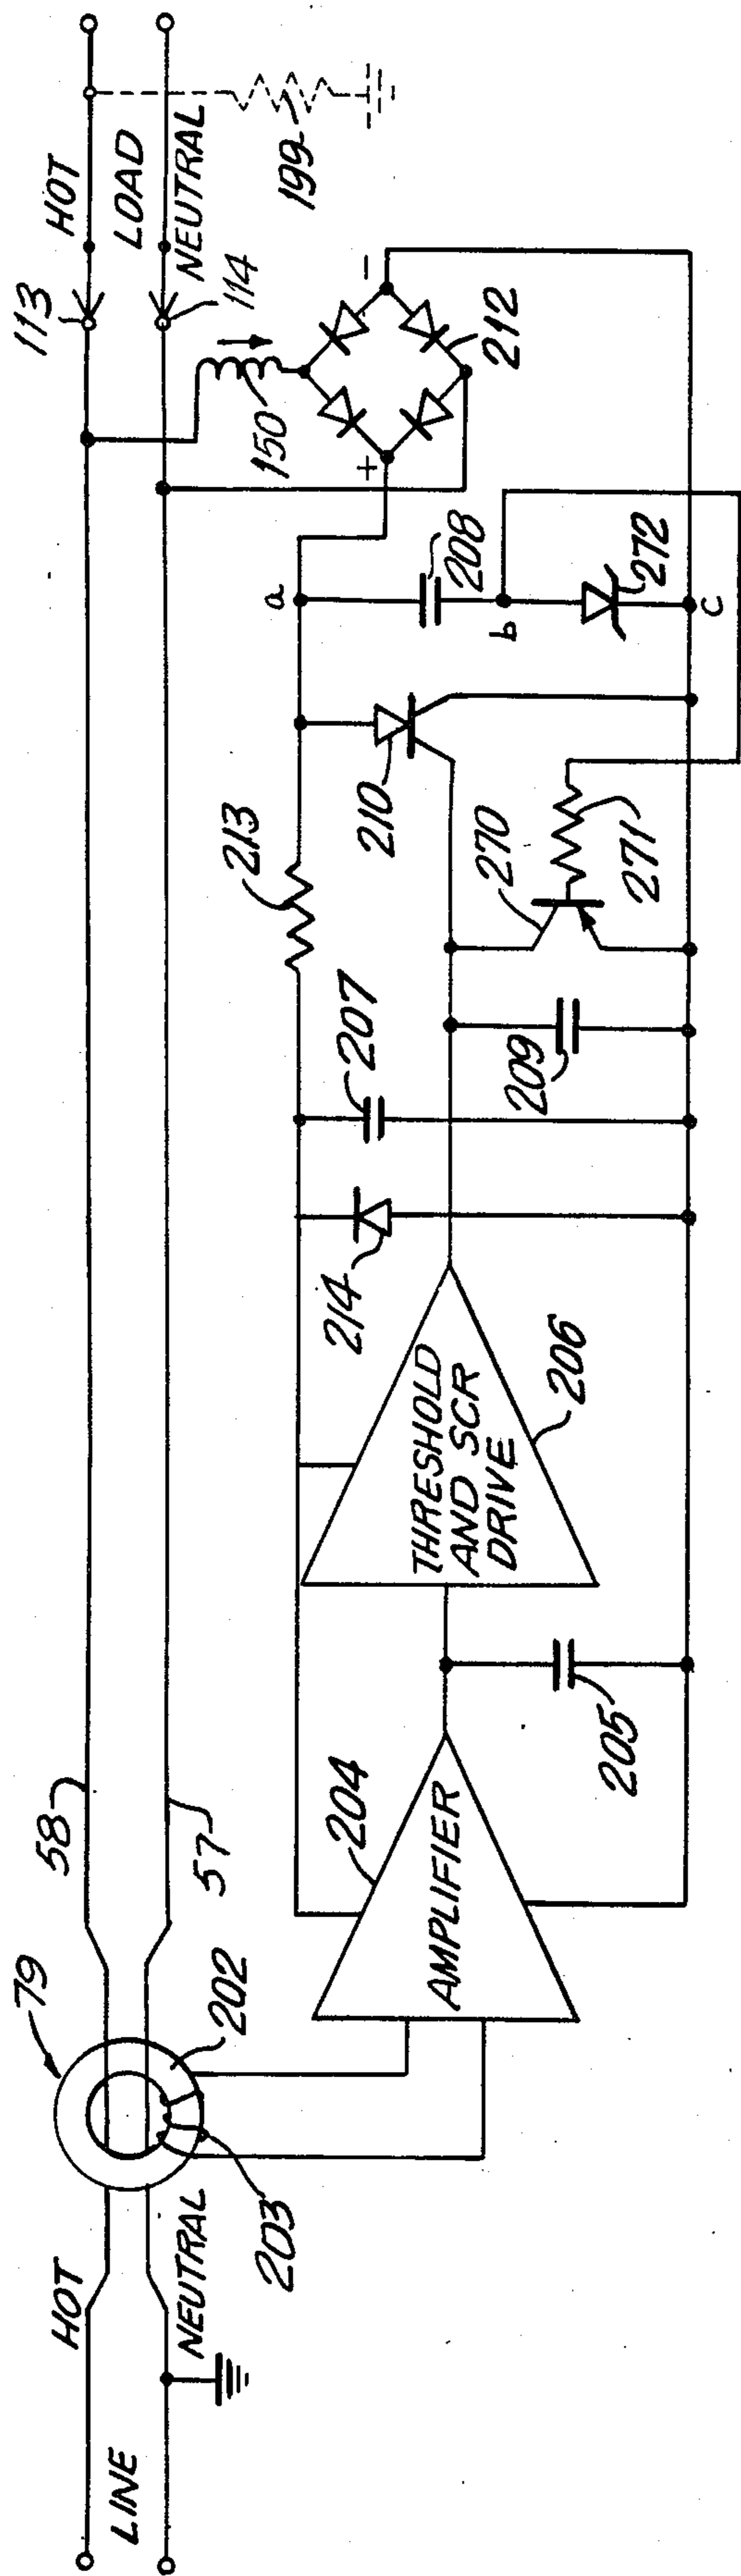 HOT
LINE
NEUTRAL
79
202
203
58
57
113
HOT
LOAD
NEUTRAL
114
199
150
+
-
212
204
AMPLIFIER
205
THRESHOLD
AND SCR
DRIVE
206
214
207
209
213
210
270
271
a
208
b
272
c